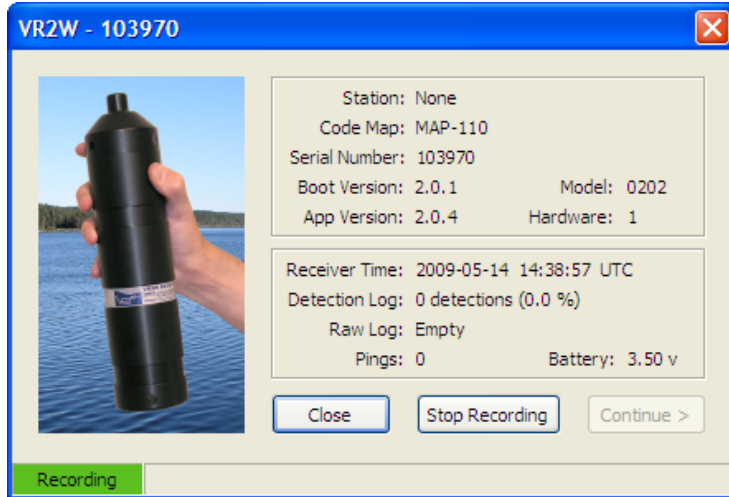 VR2W - 103970
Station: None
Code Map: MAP-110
Serial Number: 103970
Boot Version: 2.0.1 Model: 0202
App Version: 2.0.4 Hardware: 1
Receiver Time: 2009-05-14 14:38:57 UTC
Detection Log: 0 detections (0.0 %)
Raw Log: Empty
Pings: 0 Battery: 3.50 v
Close Stop Recording Continue >
Recording